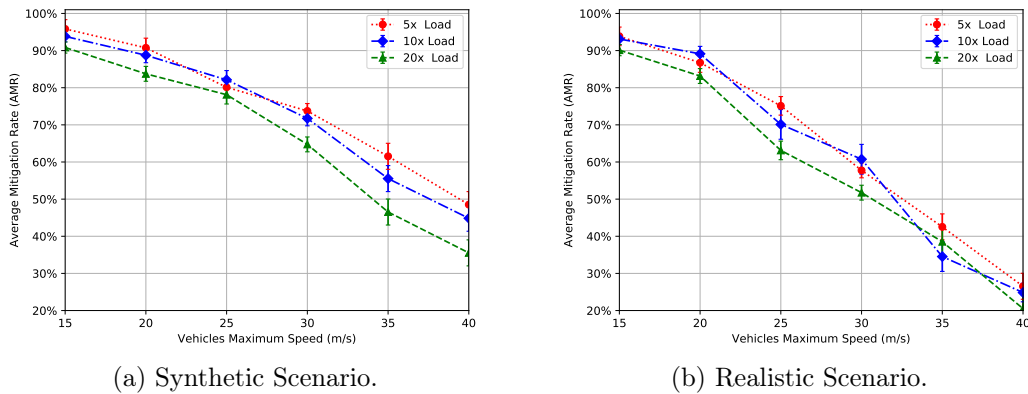 100%
90%
80%
70%
60%
50%
40%
30%
20%
Average Mitigation Rate (AMR)
15 20 25 30 35 40
Vehicles Maximum Speed (m/s)
5x Load
10x Load
20x Load
(a) Synthetic Scenario.
100%
90%
80%
70%
60%
50%
40%
30%
20%
Average Mitigation Rate (AMR)
15 20 25 30 35 40
Vehicles Maximum Speed (m/s)
5x Load
10x Load
20x Load
(b) Realistic Scenario.